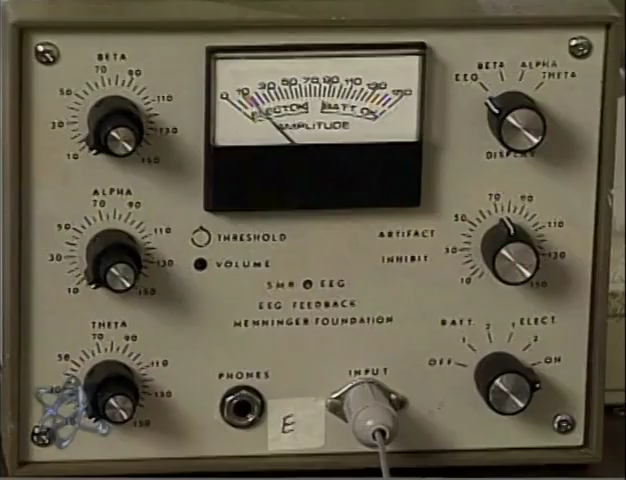 BETA
10 30 50 70 90 110 130 150
ALPHA
10 30 50 70 90 110 130 150
THETA
50 70 90 110 130 150
0 10 30 50 70 90 110 130 150
ELECT OK BATT OK
AMPLITUDE
EEG BETA ALPHA THETA
DISPLAY
THRESHOLD
VOLUME
SMR EEG
EEG FEEDBACK
MENNINGER FOUNDATION
ARTIFACT
INHIBIT
10 30 50 70 90 110 130 150
BATT. ELECT.
OFF 1 2 1 2 ON
PHONES
INPUT
E